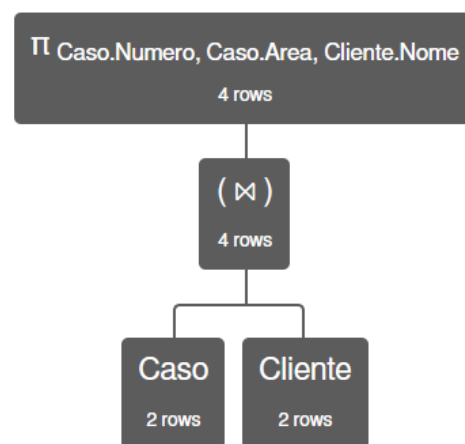 π Caso.Numero, Caso.Area, Cliente.Nome
4 rows
( ⋈ )
4 rows
Caso
2 rows
Cliente
2 rows